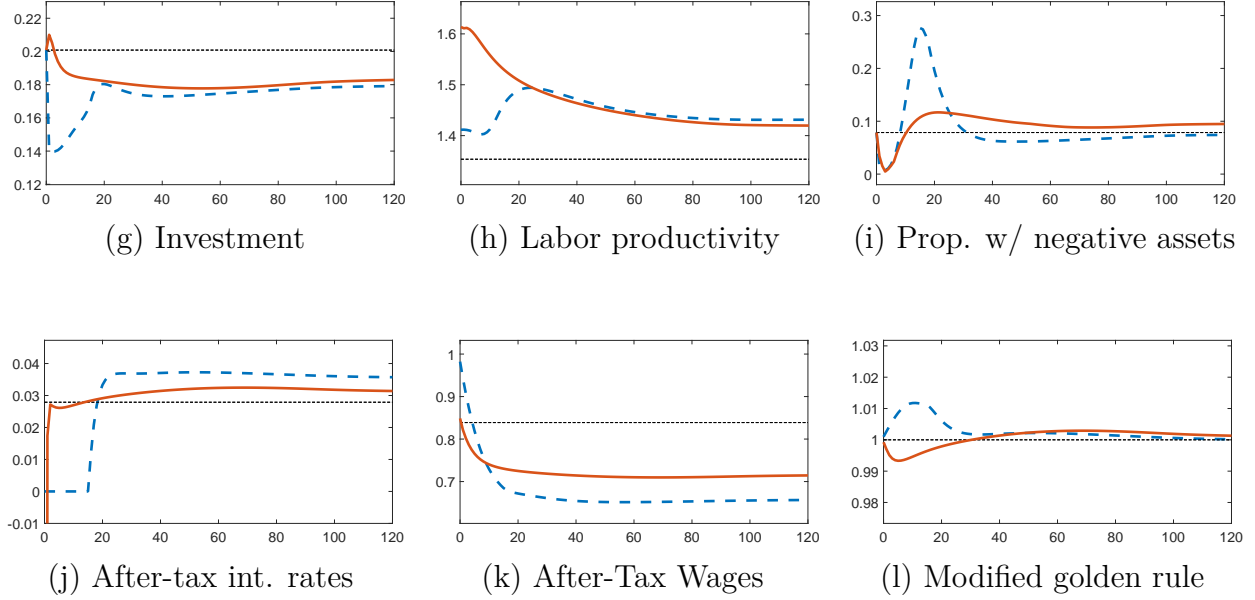 0.22
0.2
0.18
0.16
0.14
0.12
0 20 40 60 80 100 120
(g) Investment
1.6
1.5
1.4
0 20 40 60 80 100 120
(h) Labor productivity
0.3
0.2
0.1
0
0 20 40 60 80 100 120
(i) Prop. w/ negative assets
0.04
0.03
0.02
0.01
0
-0.01
0 20 40 60 80 100 120
(j) After-tax int. rates
1
0.9
0.8
0.7
0 20 40 60 80 100 120
(k) After-Tax Wages
1.03
1.02
1.01
1
0.99
0.98
0 20 40 60 80 100 120
(l) Modified golden rule